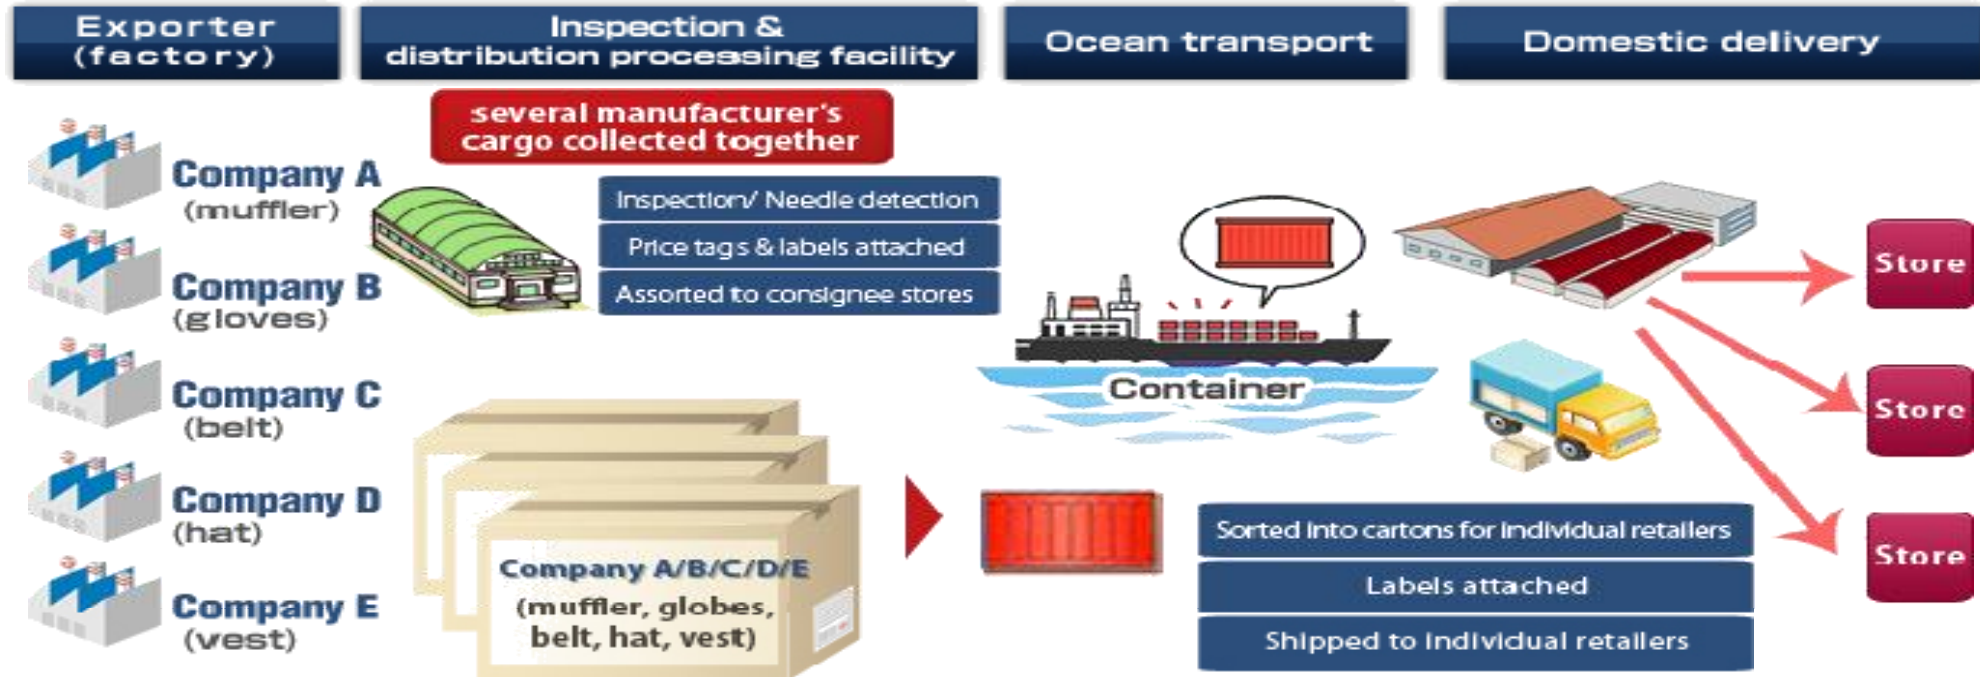 Exporter
(factory)
Inspection &
distribution processing facility
Ocean transport
Domestic delivery
several manufacturer's
cargo collected together
Company A
(muffler)
Company B
(gloves)
Company C
(belt)
Company D
(hat)
Company E
(vest)
Inspection/ Needle detection
Price tags & labels attached
Assorted to consignee stores
Company A/B/C/D/E
(muffler, globes,
belt, hat, vest)
Container
Sorted into cartons for individual retailers
Labels attached
Shipped to individual retailers
Store
Store
Store